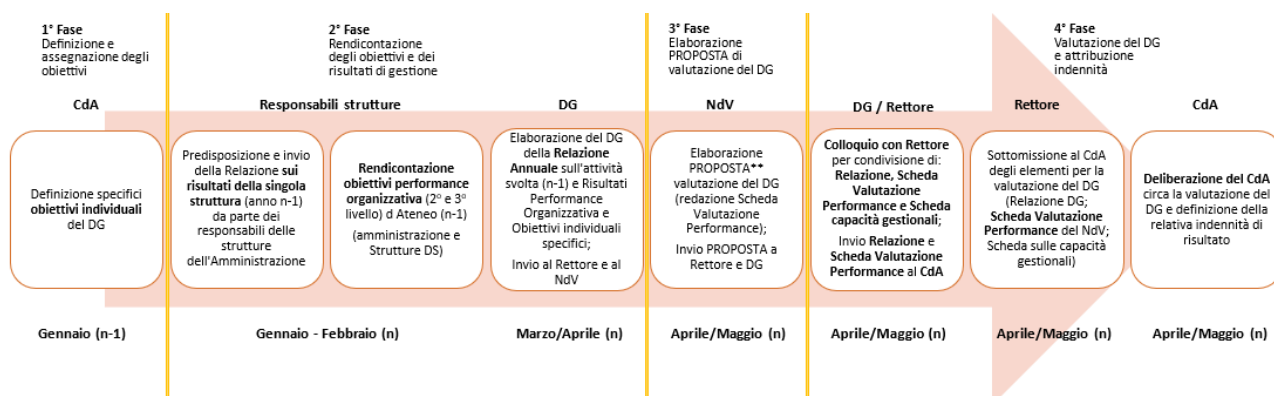 1° Fase
Definizione e
assegnazione degli
obiettivi
2° Fase
Rendicontazione
degli obiettivi e dei
risultati di gestione
3° Fase
Elaborazione
PROPOSTA di
valutazione del DG
4° Fase
Valutazione del DG
e attribuzione
indennità
CdA
Responsabili strutture
DG
NdV
DG / Rettore
Rettore
CdA
Definizione specifici
obiettivi individuali
del DG
Predisposizione e invio
della Relazione sui
risultati della singola
struttura (anno n-1)
da parte dei
responsabili delle
strutture
dell'Amministrazione
Rendicontazione
obiettivi performance
organizzativa (2° e 3°
livello) d Ateneo (n-1)
(amministrazione e
Strutture DS)
Elaborazione del DG
della Relazione
Annuale sull'attività
svolta (n-1) e Risultati
Performance
Organizzativa e
Obiettivi individuali
specifici;
Invio al Rettore e al
NdV
Elaborazione
PROPOSTA**
valutazione del DG
(redazione Scheda
Valutazione
Performance);
Invio PROPOSTA a
Rettore e DG
Colloquio con Rettore
per condivisione di:
Relazione, Scheda
Valutazione
Performance e Scheda
capacità gestionali;
Invio Relazione e
Scheda Valutazione
Performance al CdA
Sottomissione al CdA
degli elementi per la
valutazione del DG
(Relazione DG;
Scheda Valutazione
Performance del NdV;
Scheda sulle capacità
gestionali)
Deliberazione del CdA
circa la valutazione del
DG e definizione della
relativa indennità di
risultato
Gennaio (n-1)
Gennaio - Febbraio (n)
Marzo/Aprile (n)
Aprile/Maggio (n)
Aprile/Maggio (n)
Aprile/Maggio (n)
Aprile/Maggio (n)